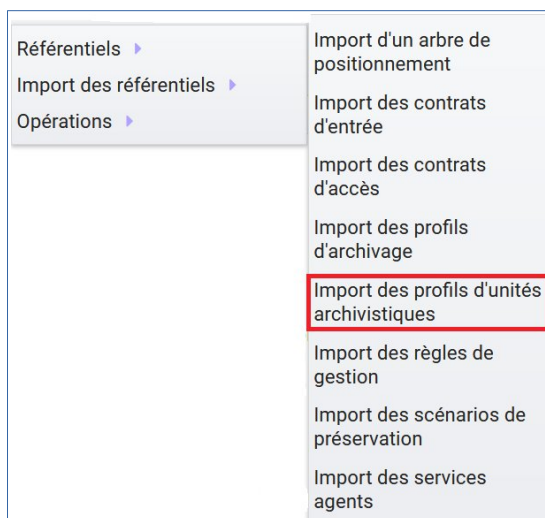 Référentiels
Import des référentiels
Opérations
Import d'un arbre de
positionnement
Import des contrats
d'entrée
Import des contrats
d'accès
Import des profils
d'archivage
Import des profils d'unités
archivistiques
Import des règles de
gestion
Import des scénarios de
préservation
Import des services
agents